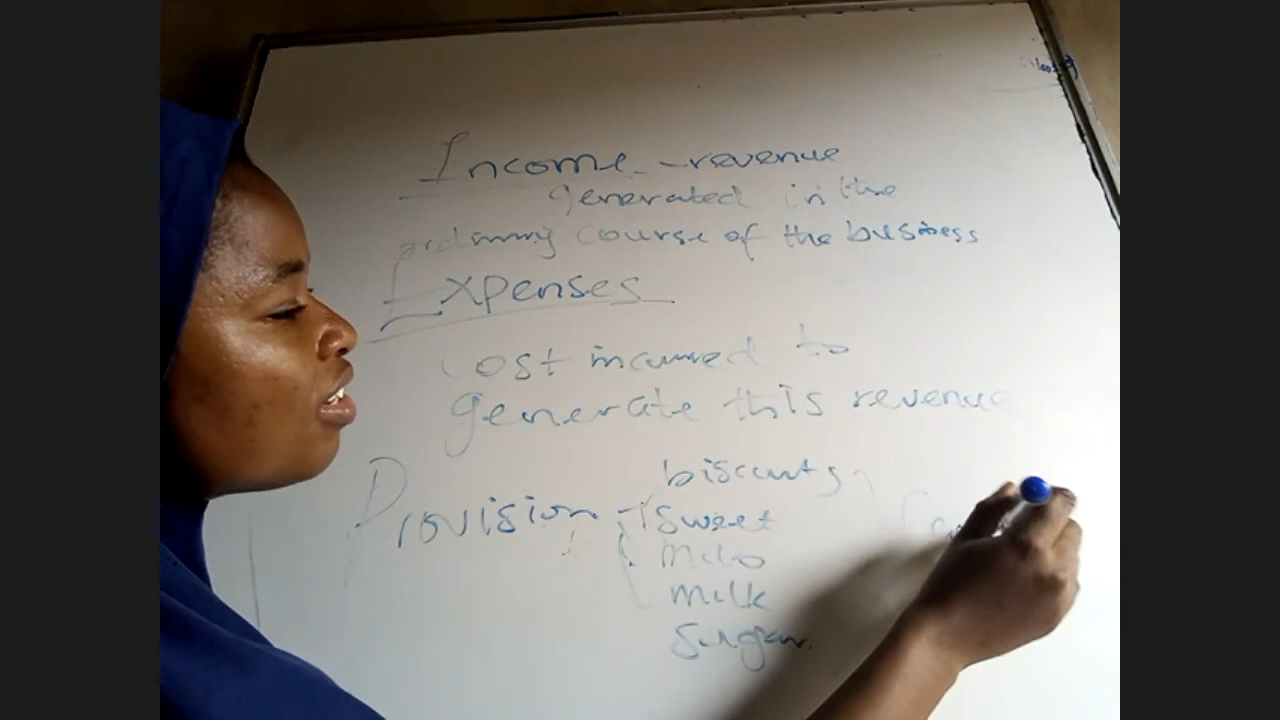 Income - revenue
generated in the
ordinary course of the business
Expenses
Cost incurred to
generate this revenue
Provision - biscuits
Sweet
Milo
Milk
Sugar